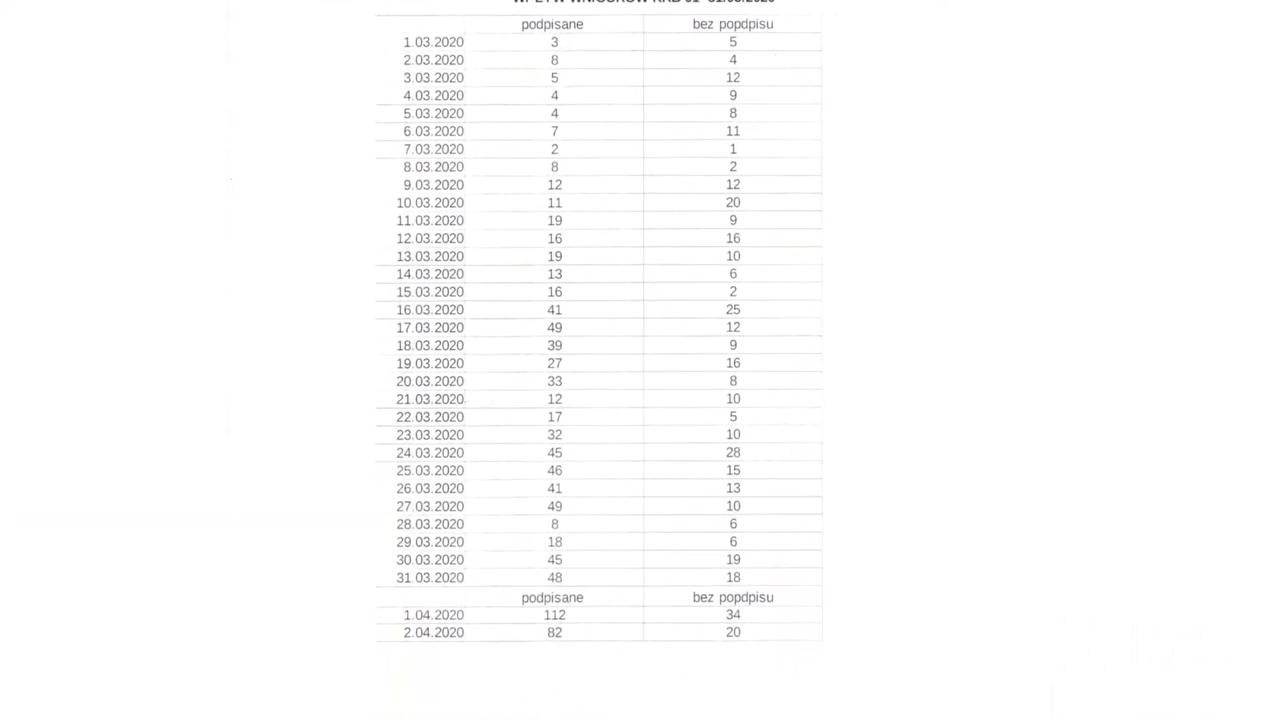 podpisane bez popdpisu
1.03.2020 3 5
2.03.2020 8 4
3.03.2020 5 12
4.03.2020 4 9
5.03.2020 4 8
6.03.2020 7 11
7.03.2020 2 1
8.03.2020 8 2
9.03.2020 12 12
10.03.2020 11 20
11.03.2020 19 9
12.03.2020 16 16
13.03.2020 19 10
14.03.2020 13 6
15.03.2020 16 2
16.03.2020 41 25
17.03.2020 49 12
18.03.2020 39 9
19.03.2020 27 16
20.03.2020 33 8
21.03.2020 12 10
22.03.2020 17 5
23.03.2020 32 10
24.03.2020 45 28
25.03.2020 46 15
26.03.2020 41 13
27.03.2020 49 10
28.03.2020 8 6
29.03.2020 18 6
30.03.2020 45 19
31.03.2020 48 18
podpisane bez popdpisu
1.04.2020 112 34
2.04.2020 82 20